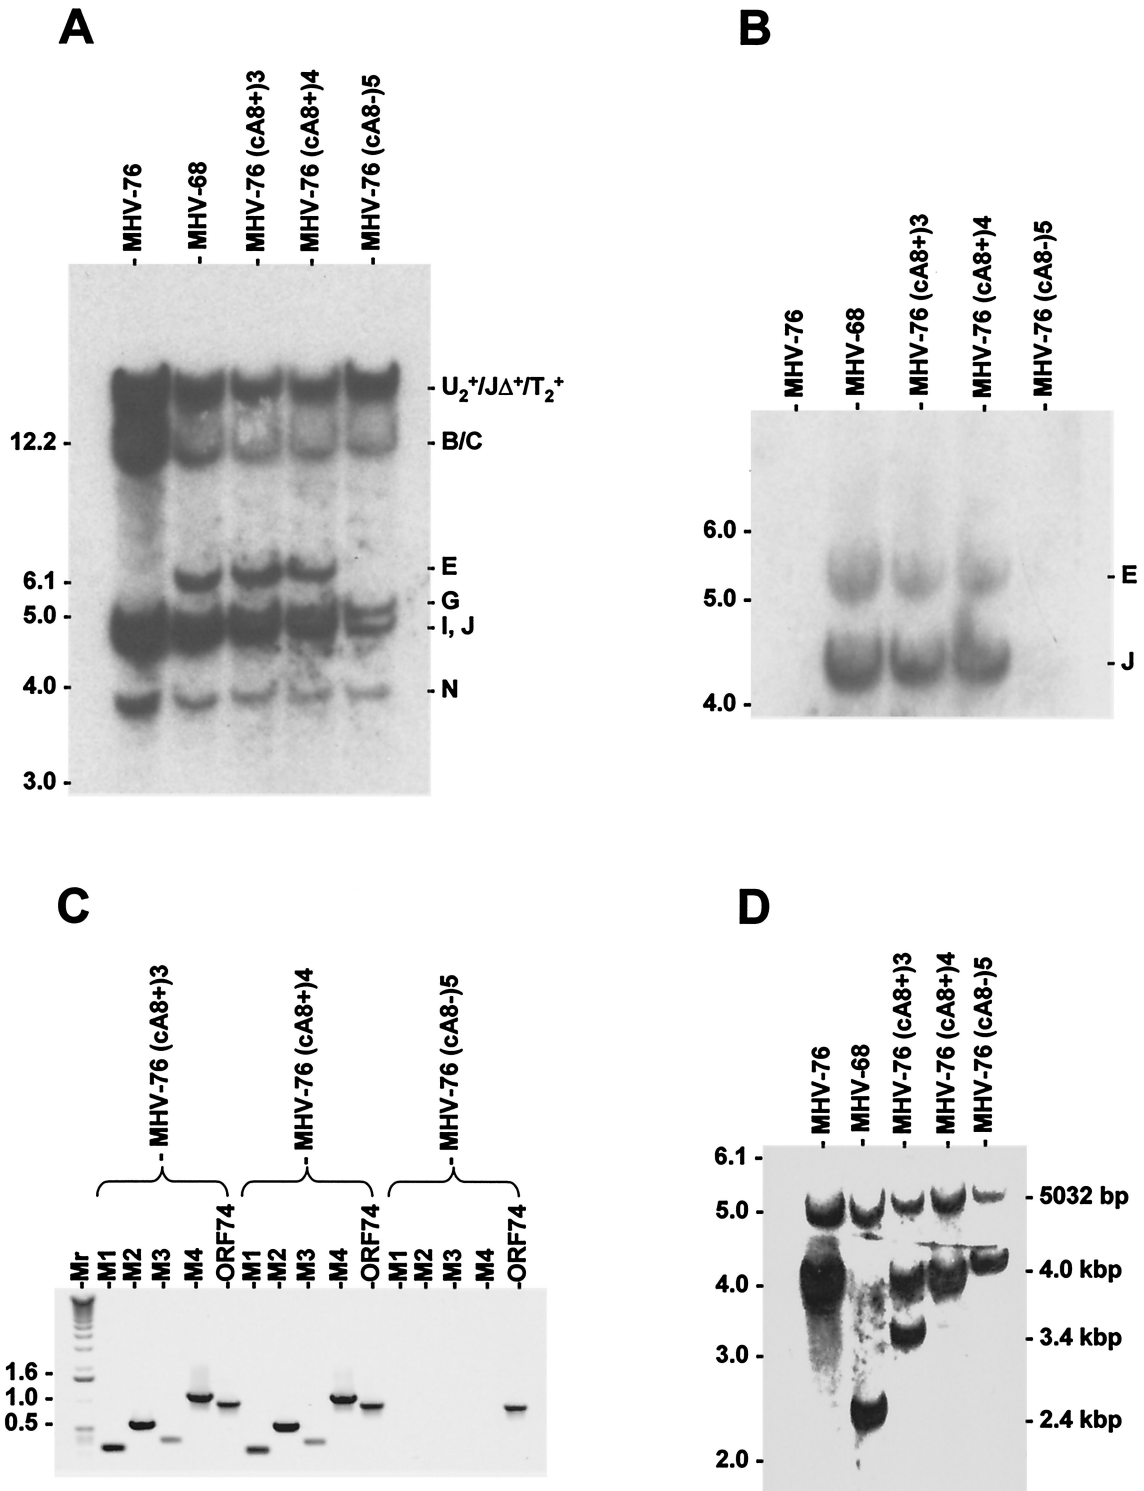 A
- MHV-76
- MHV-68
- MHV-76 (cA8+)3
- MHV-76 (cA8+)4
- MHV-76 (cA8-)5
12.2 -
6.1 -
5.0 -
4.0 -
3.0 -
- U2+/JΔ+/T2+
- B/C
- E
- G
- I, J
- N
B
- MHV-76
- MHV-68
- MHV-76 (cA8+)3
- MHV-76 (cA8+)4
- MHV-76 (cA8-)5
6.0 -
5.0 -
4.0 -
- E
- J
C
- MHV-76 (cA8+)3
- MHV-76 (cA8+)4
- MHV-76 (cA8-)5
-Mr
-M1
-M2
-M3
-M4
-ORF74
-M1
-M2
-M3
-M4
-ORF74
-M1
-M2
-M3
-M4
-ORF74
1.6 -
1.0 -
0.5 -
D
- MHV-76
- MHV-68
- MHV-76 (cA8+)3
- MHV-76 (cA8+)4
- MHV-76 (cA8-)5
6.1 -
5.0 -
4.0 -
3.0 -
2.0 -
- 5032 bp
- 4.0 kbp
- 3.4 kbp
- 2.4 kbp